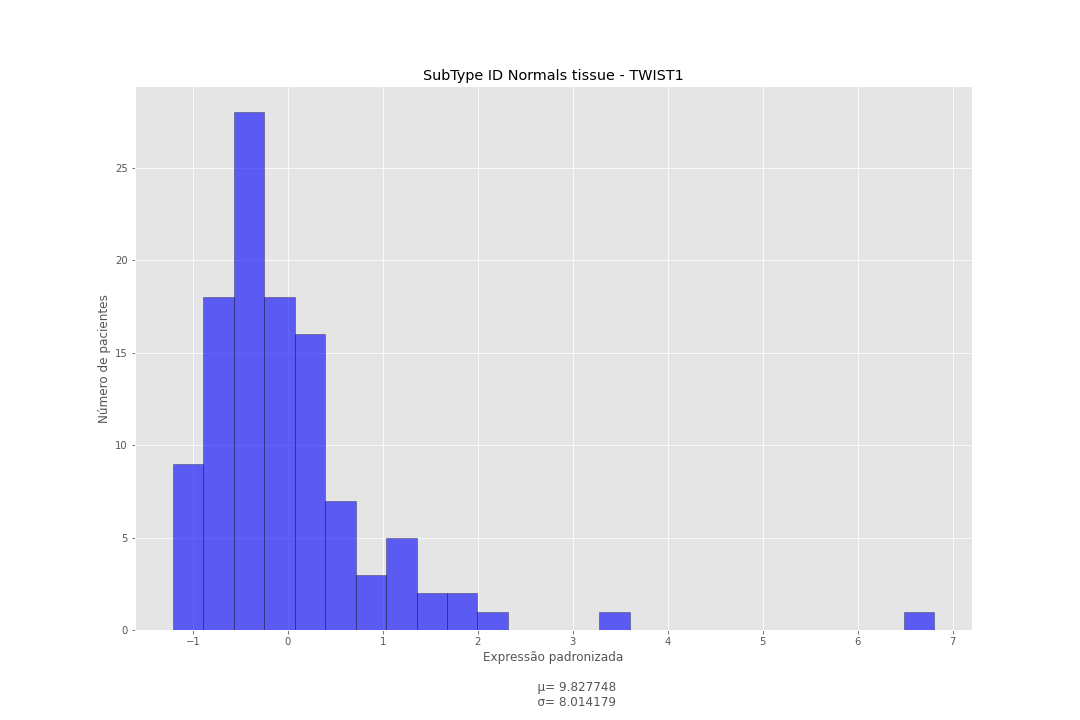 SubType ID Normals tissue - TWIST1
25
20
15
10
5
0
Número de pacientes
−1 0 1 2 3 4 5 6 7
Expressão padronizada
μ= 9.827748
σ= 8.014179